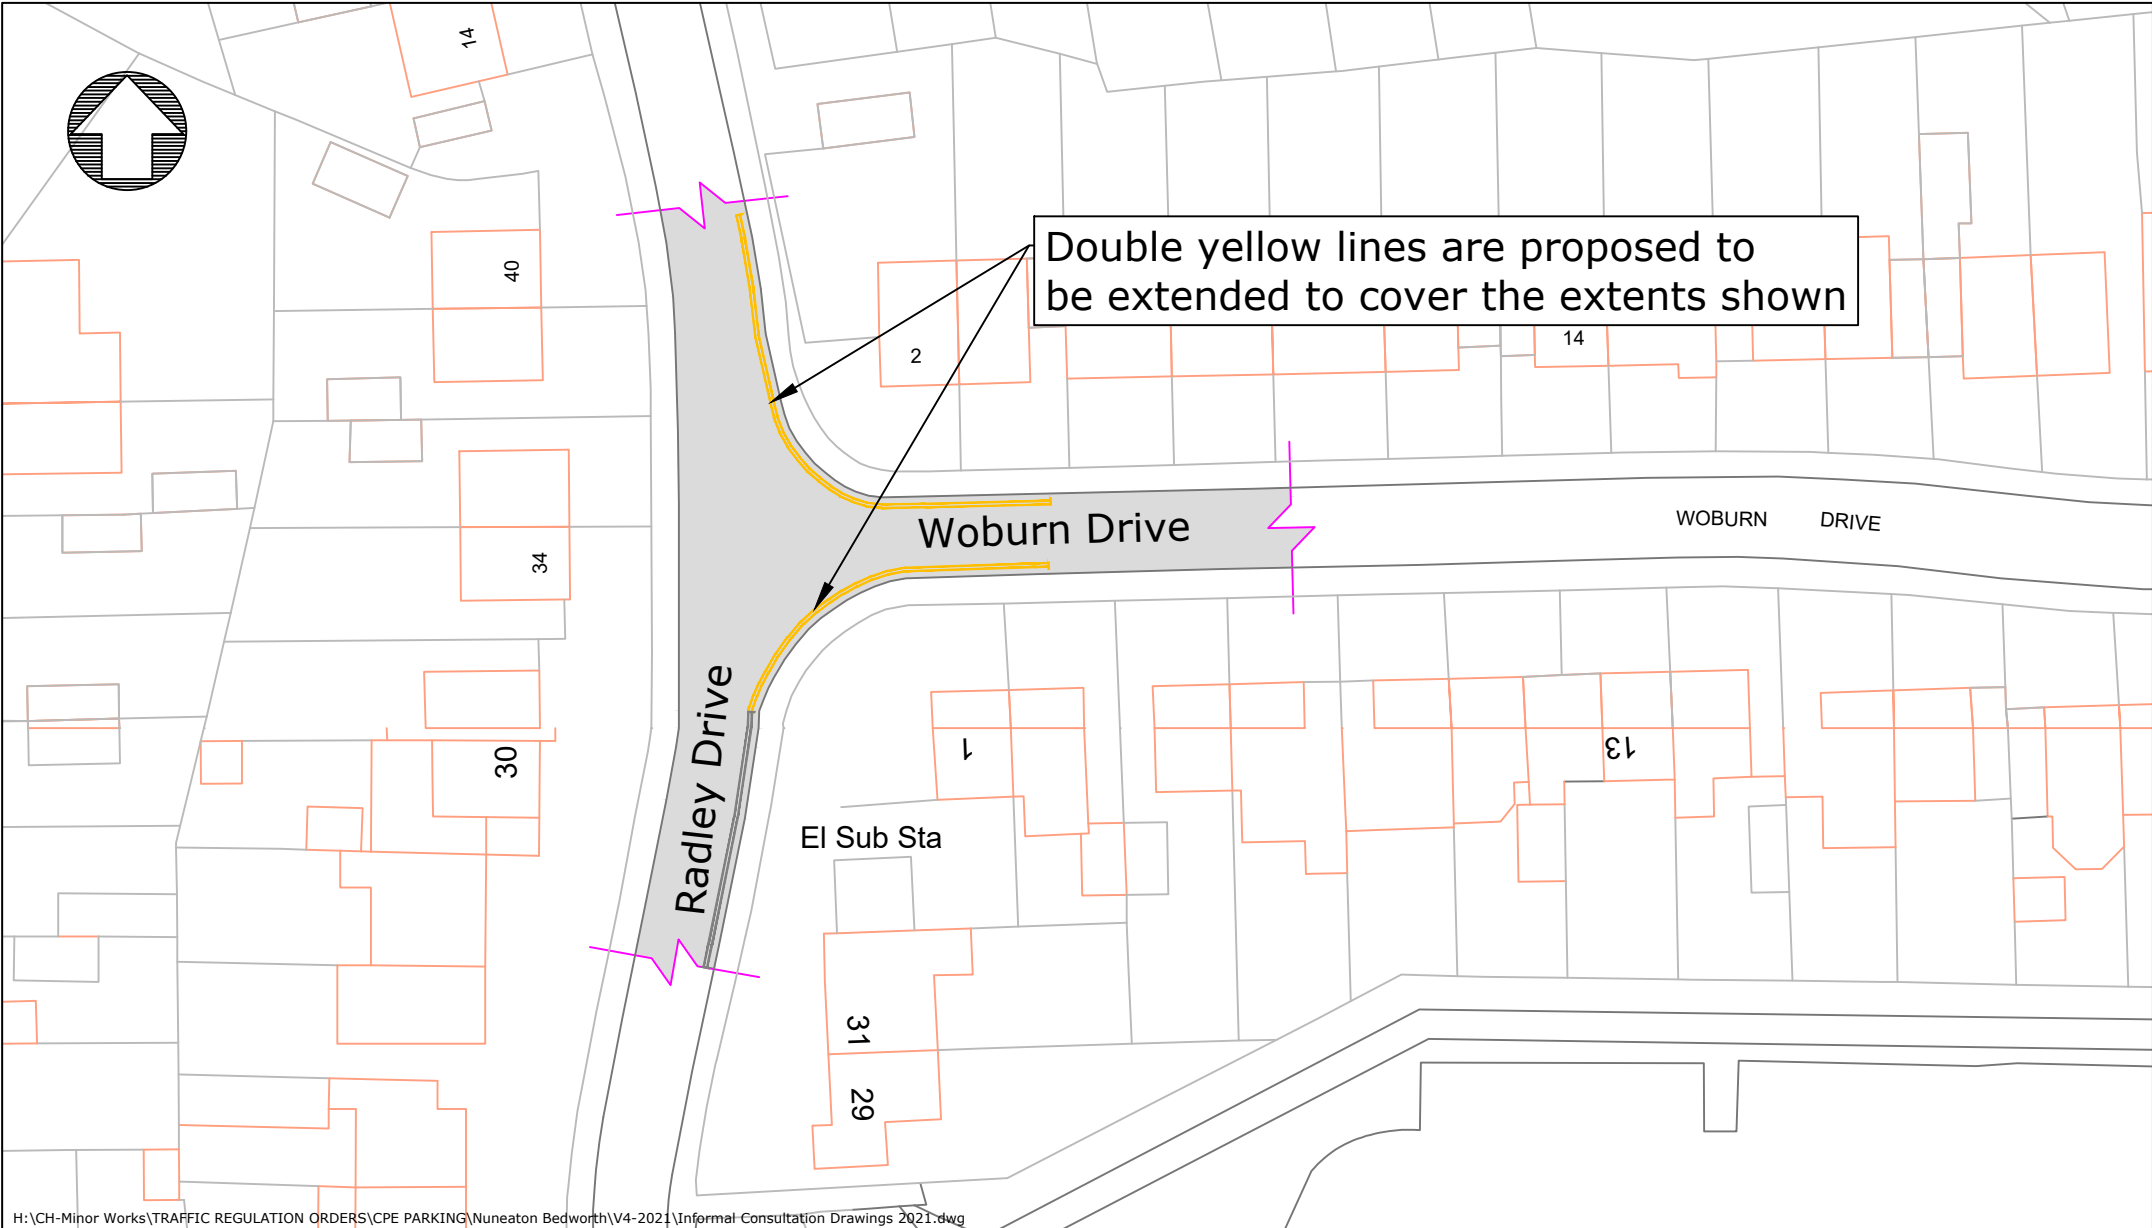 14
40
Double yellow lines are proposed to
be extended to cover the extents shown
2
14
Woburn Drive
WOBURN DRIVE
34
Radley Drive
30
1
13
El Sub Sta
31
29
H:\CH-Minor Works\TRAFFIC REGULATION ORDERS\CPE PARKING\Nuneaton Bedworth\V4-2021\Informal Consultation Drawings 2021.dwg